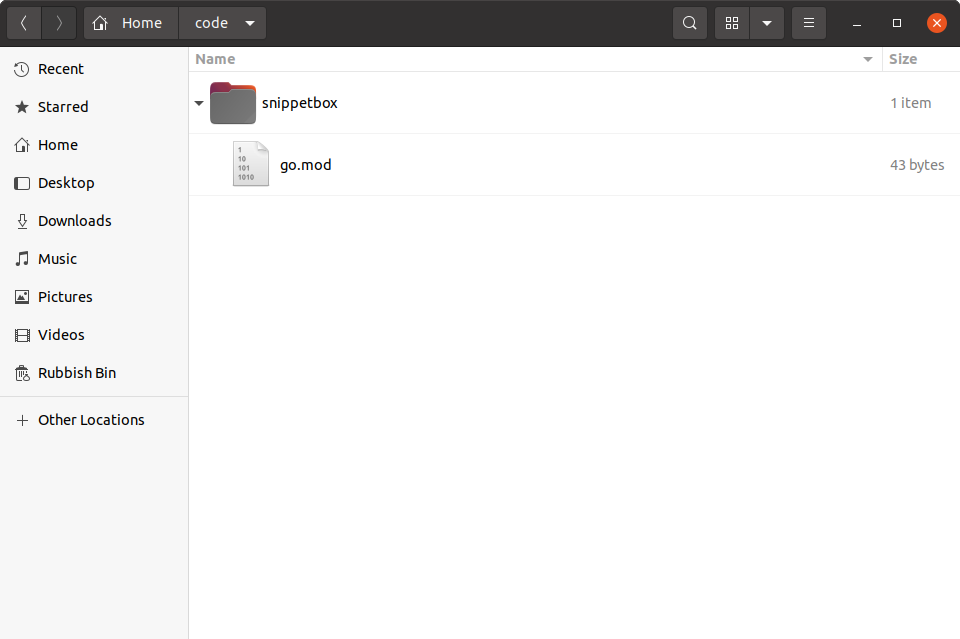 Home code
Name Size
Recent
Starred
Home
Desktop
Downloads
Music
Pictures
Videos
Rubbish Bin
Other Locations
snippetbox 1 item
1
10
101
1010
go.mod 43 bytes